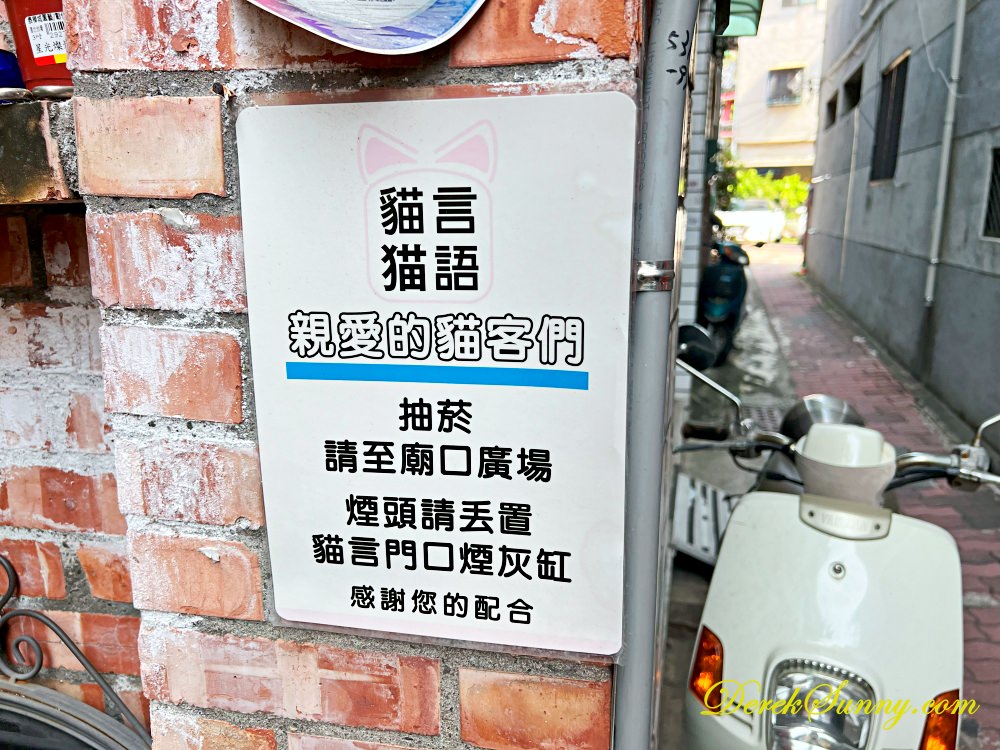 貓言
猫語
親愛的貓客們
抽菸
請至廟口廣場
煙頭請丟置
貓言門口煙灰缸
感謝您的配合
YAMAHA
DerekSunny.com